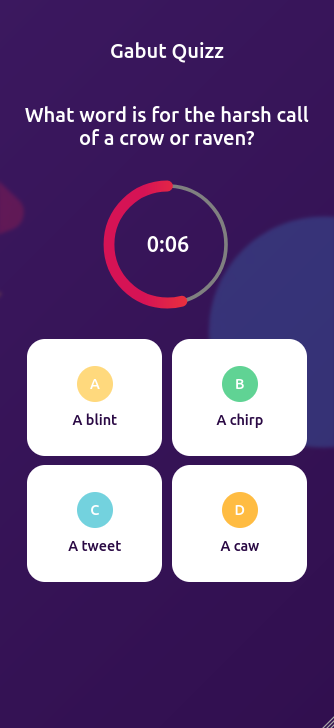 Gabut Quizz
What word is for the harsh call
of a crow or raven?
0:06
A
A blint
B
A chirp
C
A tweet
D
A caw